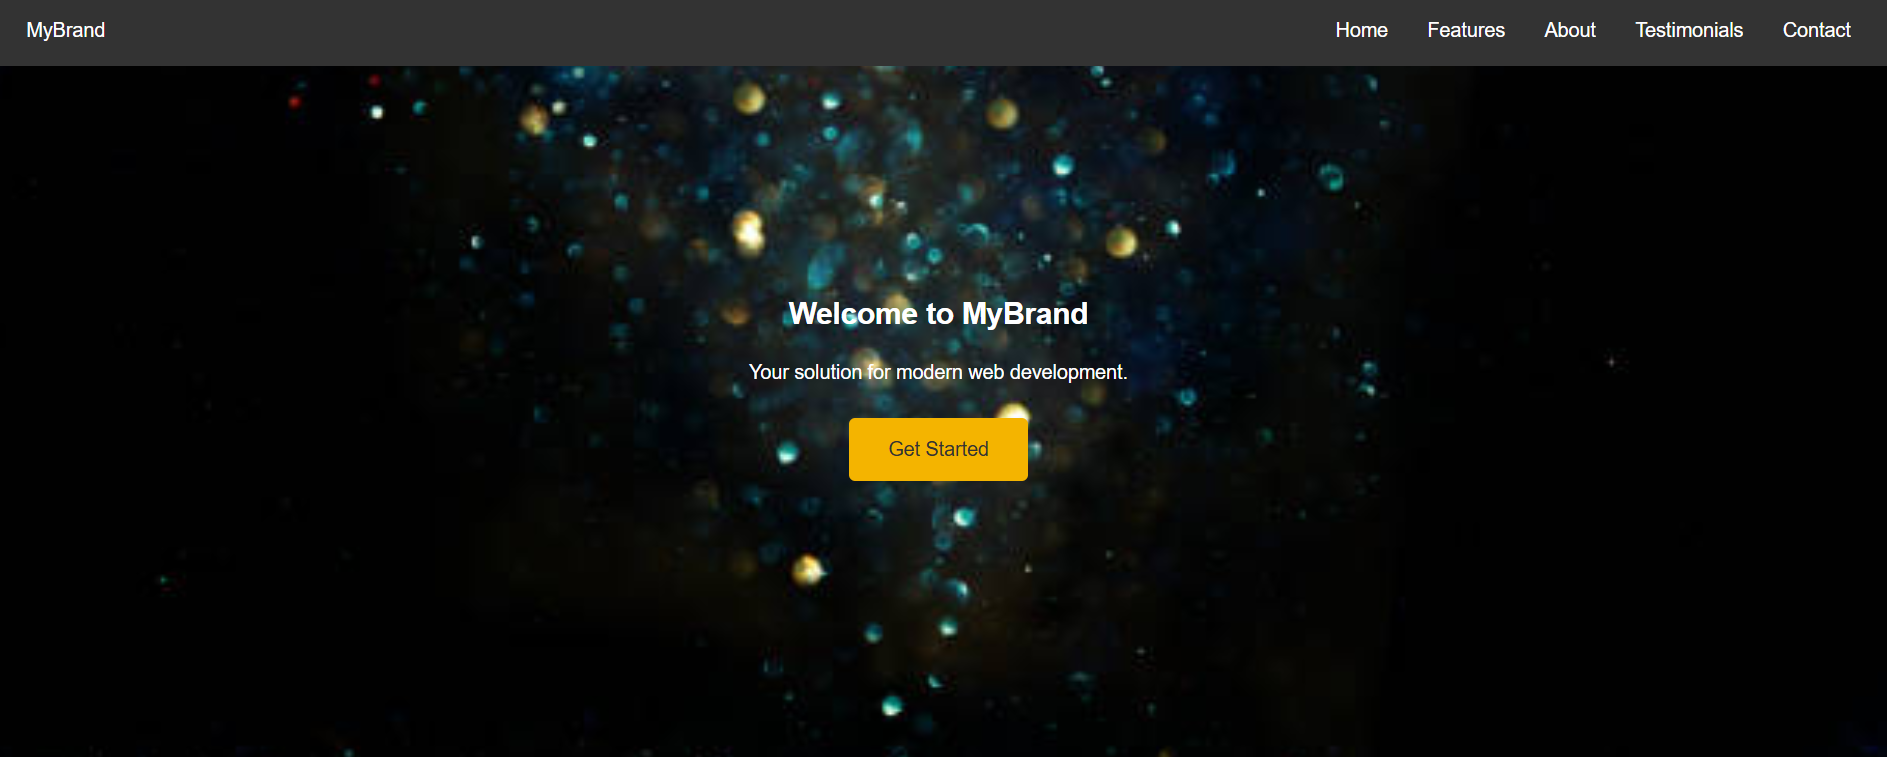 MyBrand
Home Features About Testimonials Contact
Welcome to MyBrand
Your solution for modern web development.
Get Started